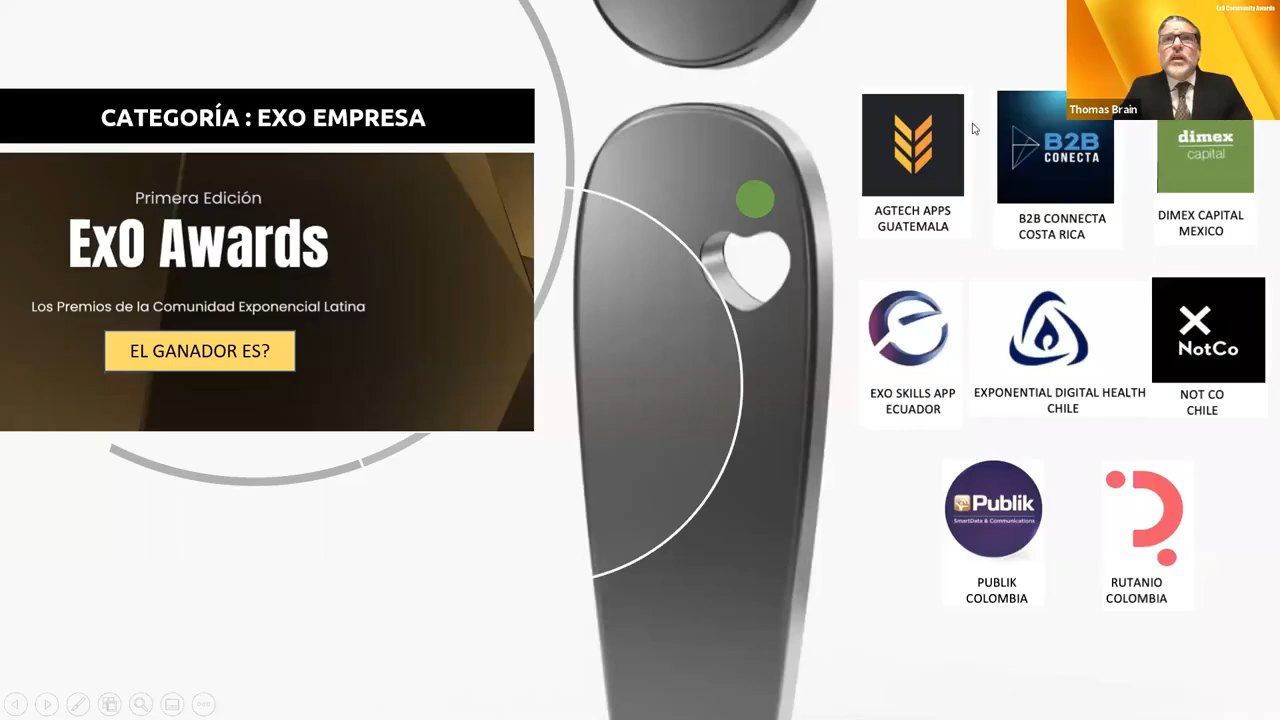 CATEGORÍA : EXO EMPRESA
Primera Edición
ExO Awards
Los Premios de la Comunidad Exponencial Latina
EL GANADOR ES?
ExO Community Awards
Thomas Brain
AGTECH APPS
GUATEMALA
B2B
CONECTA
B2B CONNECTA
COSTA RICA
dimex
capital
DIMEX CAPITAL
MEXICO
EXO SKILLS APP
ECUADOR
EXPONENTIAL DIGITAL HEALTH
CHILE
NotCo
NOT CO
CHILE
Publik
SmartData & Communications
PUBLIK
COLOMBIA
RUTANIO
COLOMBIA